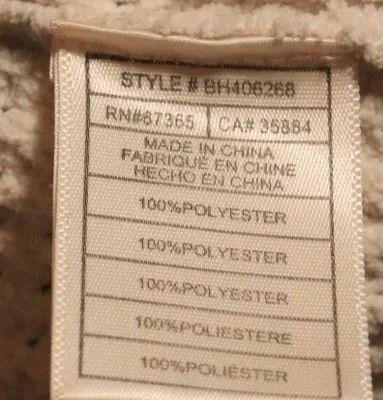 STYLE # BH406268
RN#67365 CA# 35884
MADE IN CHINA
FABRIQUÉ EN CHINE
HECHO EN CHINA
100%POLYESTER
100%POLYESTER
100%POLYESTER
100%POLIESTERE
100%POLIÉSTER